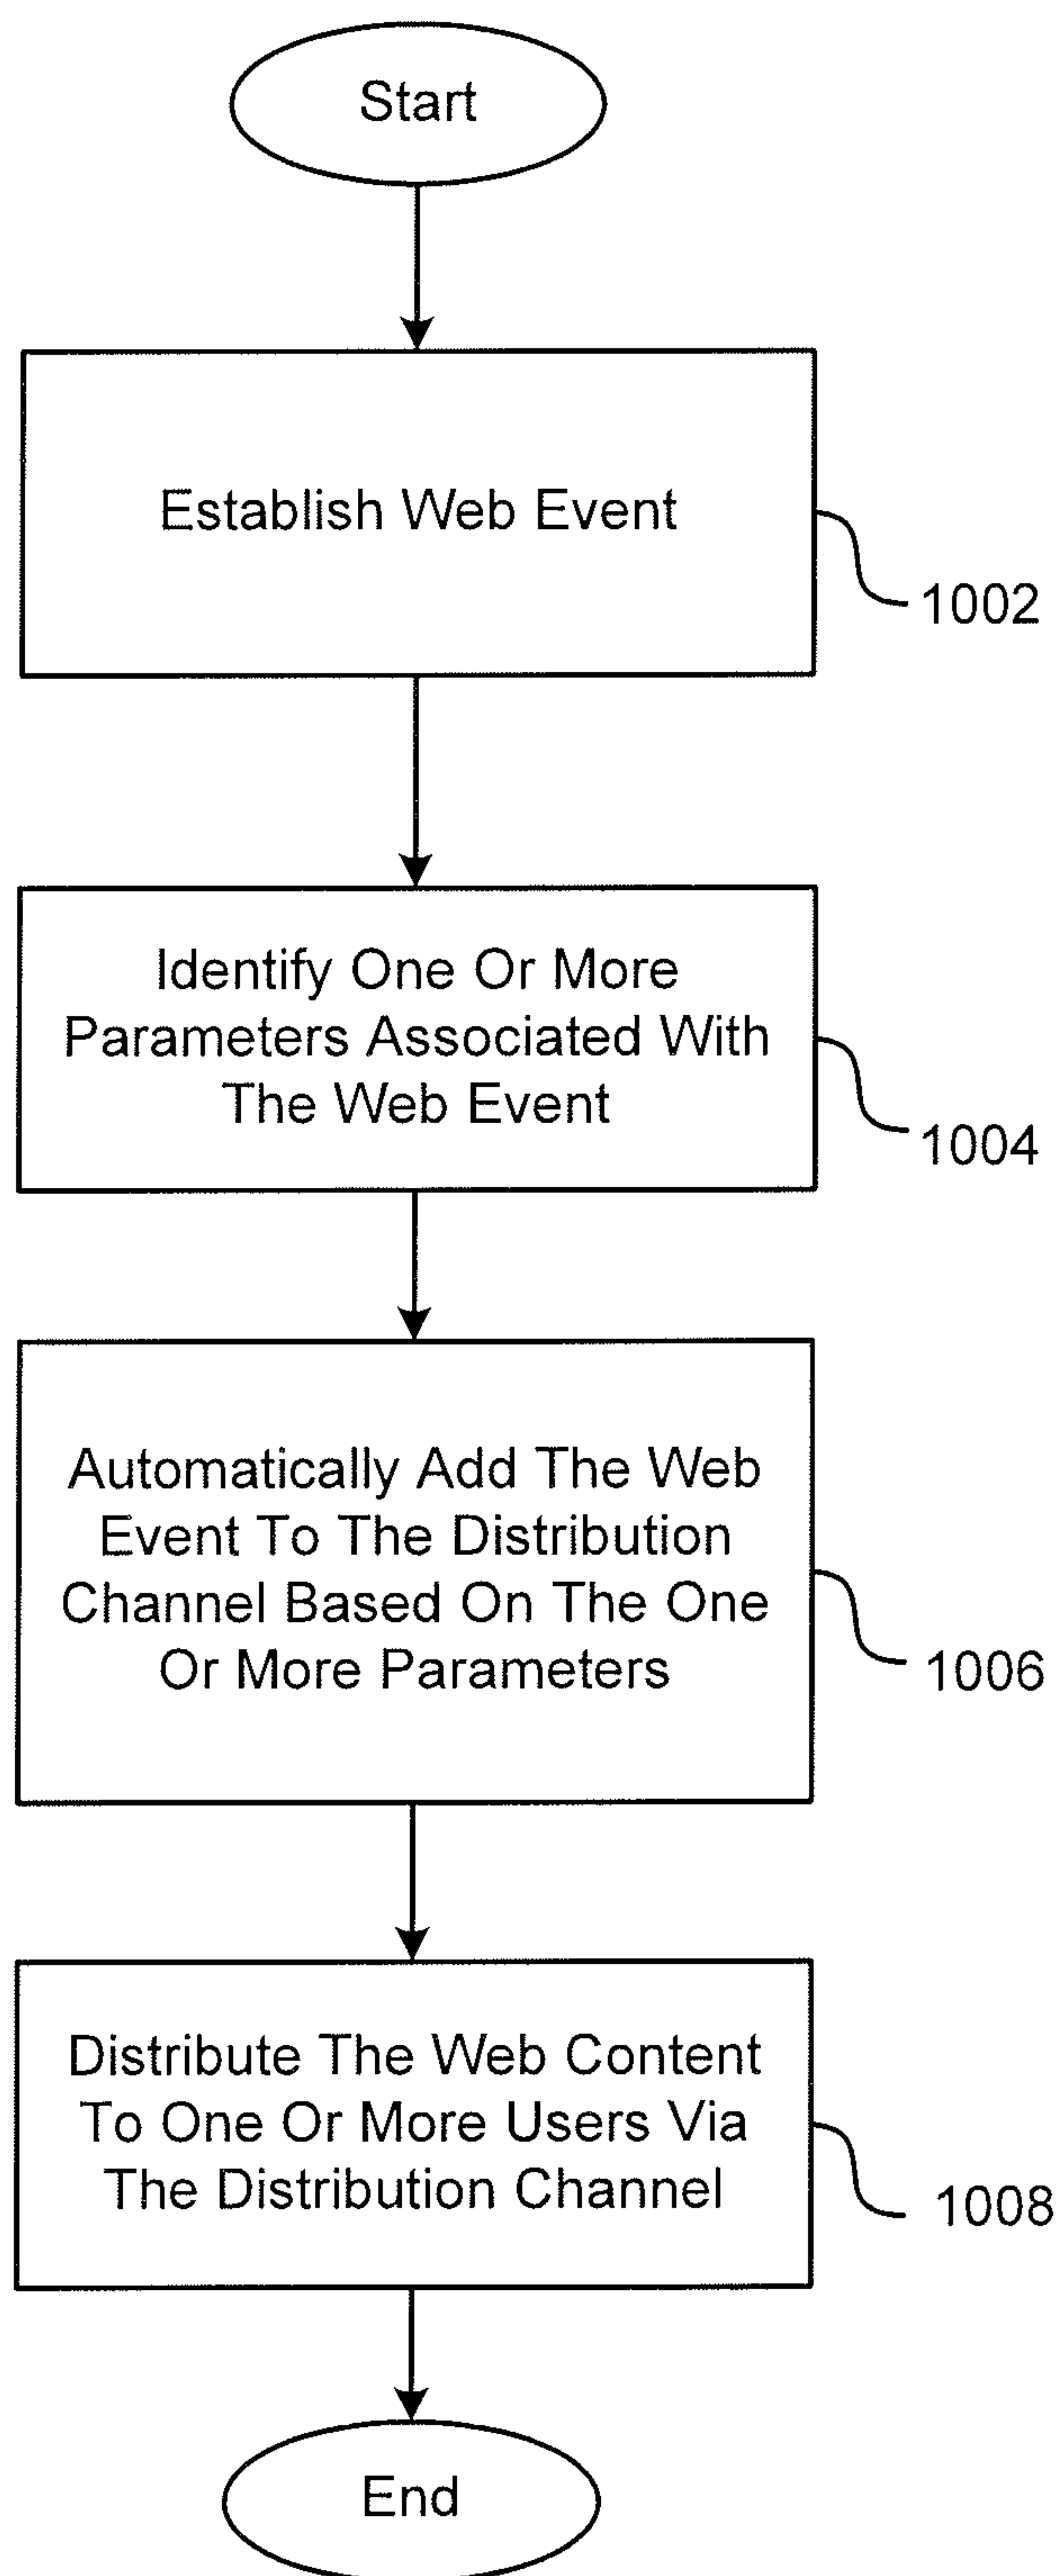 Start
Establish Web Event
1002
Identify One Or More
Parameters Associated With
The Web Event
1004
Automatically Add The Web
Event To The Distribution
Channel Based On The One
Or More Parameters
1006
Distribute The Web Content
To One Or More Users Via
The Distribution Channel
1008
End